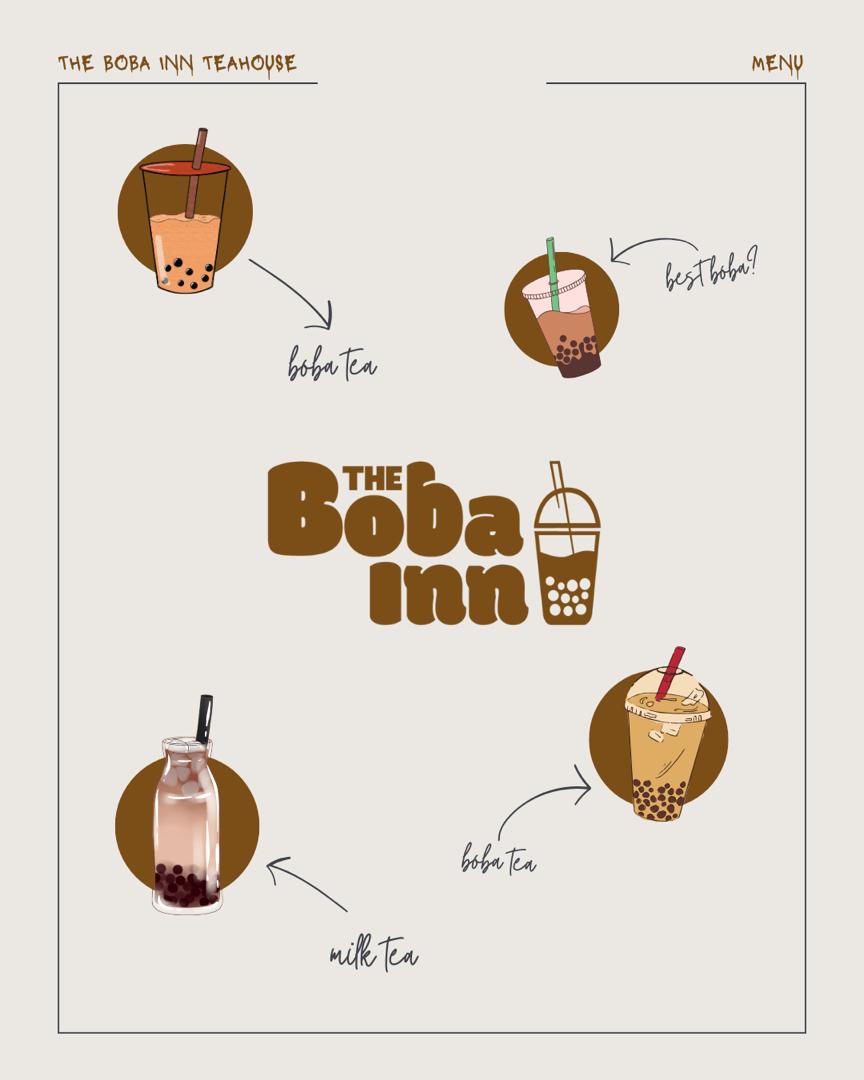 THE BOBA INN TEAHOUSE
MENU
best boba?
boba tea
THE
Boba
Inn
boba tea
milk tea